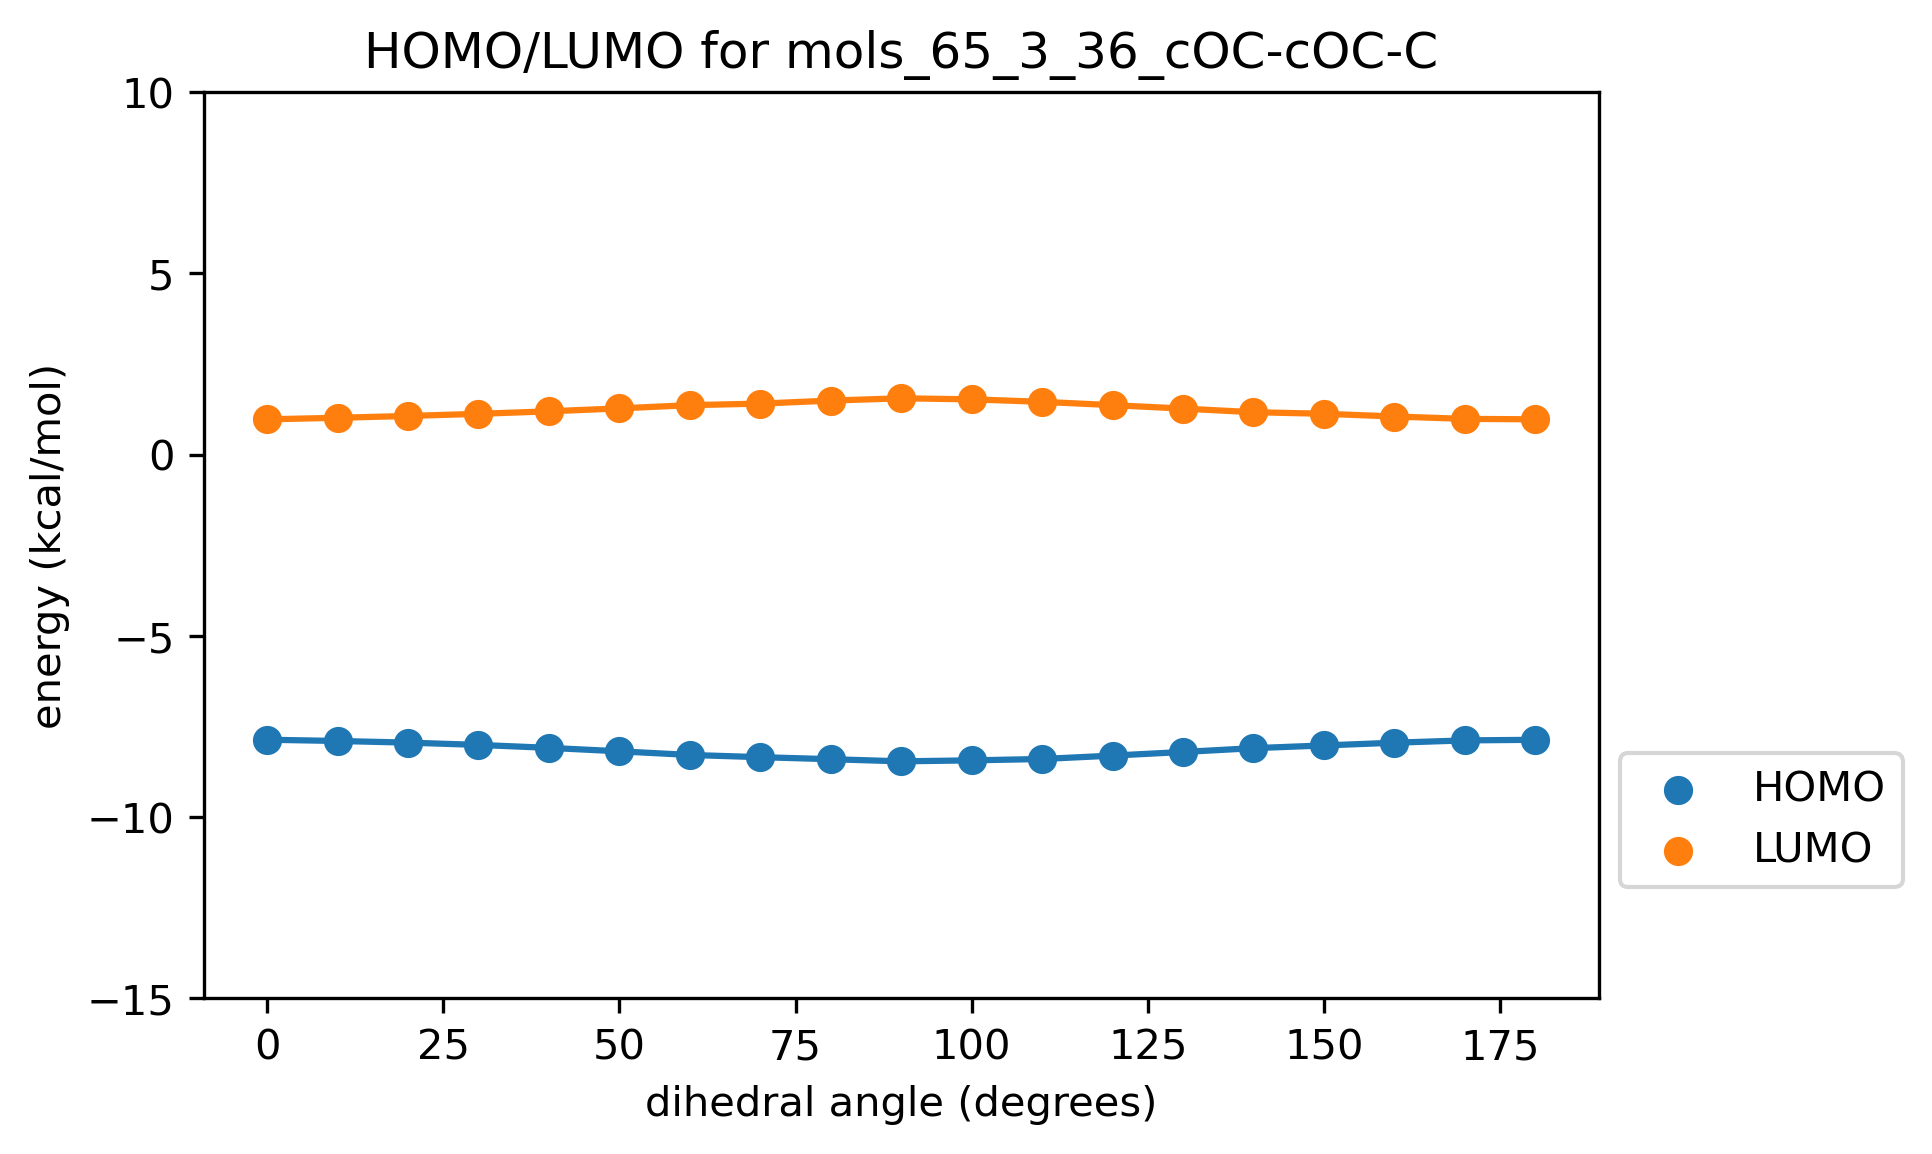 HOMO/LUMO for mols_65_3_36_cOC-cOC-C
10
5
0
−5
−10
−15
energy (kcal/mol)
0 25 50 75 100 125 150 175
dihedral angle (degrees)
HOMO
LUMO